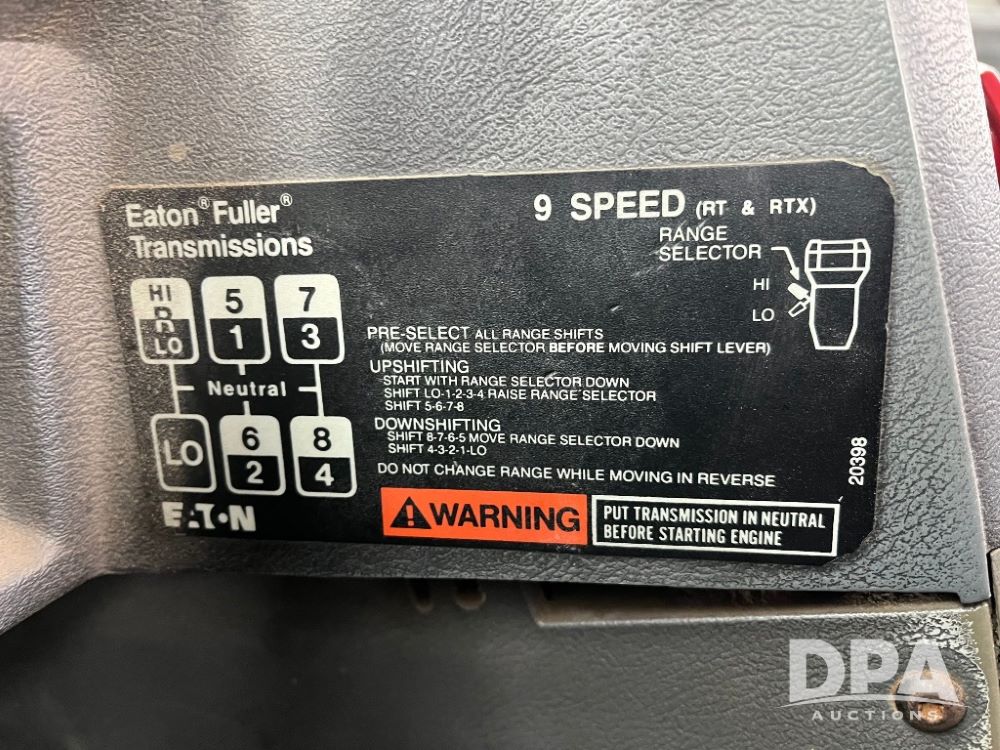 Eaton® Fuller®
Transmissions
9 SPEED (RT & RTX)
RANGE
SELECTOR
HI
LO
HI
R
LO
5
1
7
3
Neutral
LO
6
2
8
4
EATON
PRE-SELECT ALL RANGE SHIFTS
(MOVE RANGE SELECTOR BEFORE MOVING SHIFT LEVER)
UPSHIFTING
START WITH RANGE SELECTOR DOWN
SHIFT LO-1-2-3-4 RAISE RANGE SELECTOR
SHIFT 5-6-7-8
DOWNSHIFTING
SHIFT 8-7-6-5 MOVE RANGE SELECTOR DOWN
SHIFT 4-3-2-1-LO
DO NOT CHANGE RANGE WHILE MOVING IN REVERSE
20398
WARNING
PUT TRANSMISSION IN NEUTRAL
BEFORE STARTING ENGINE
DPA
AUCTIONS